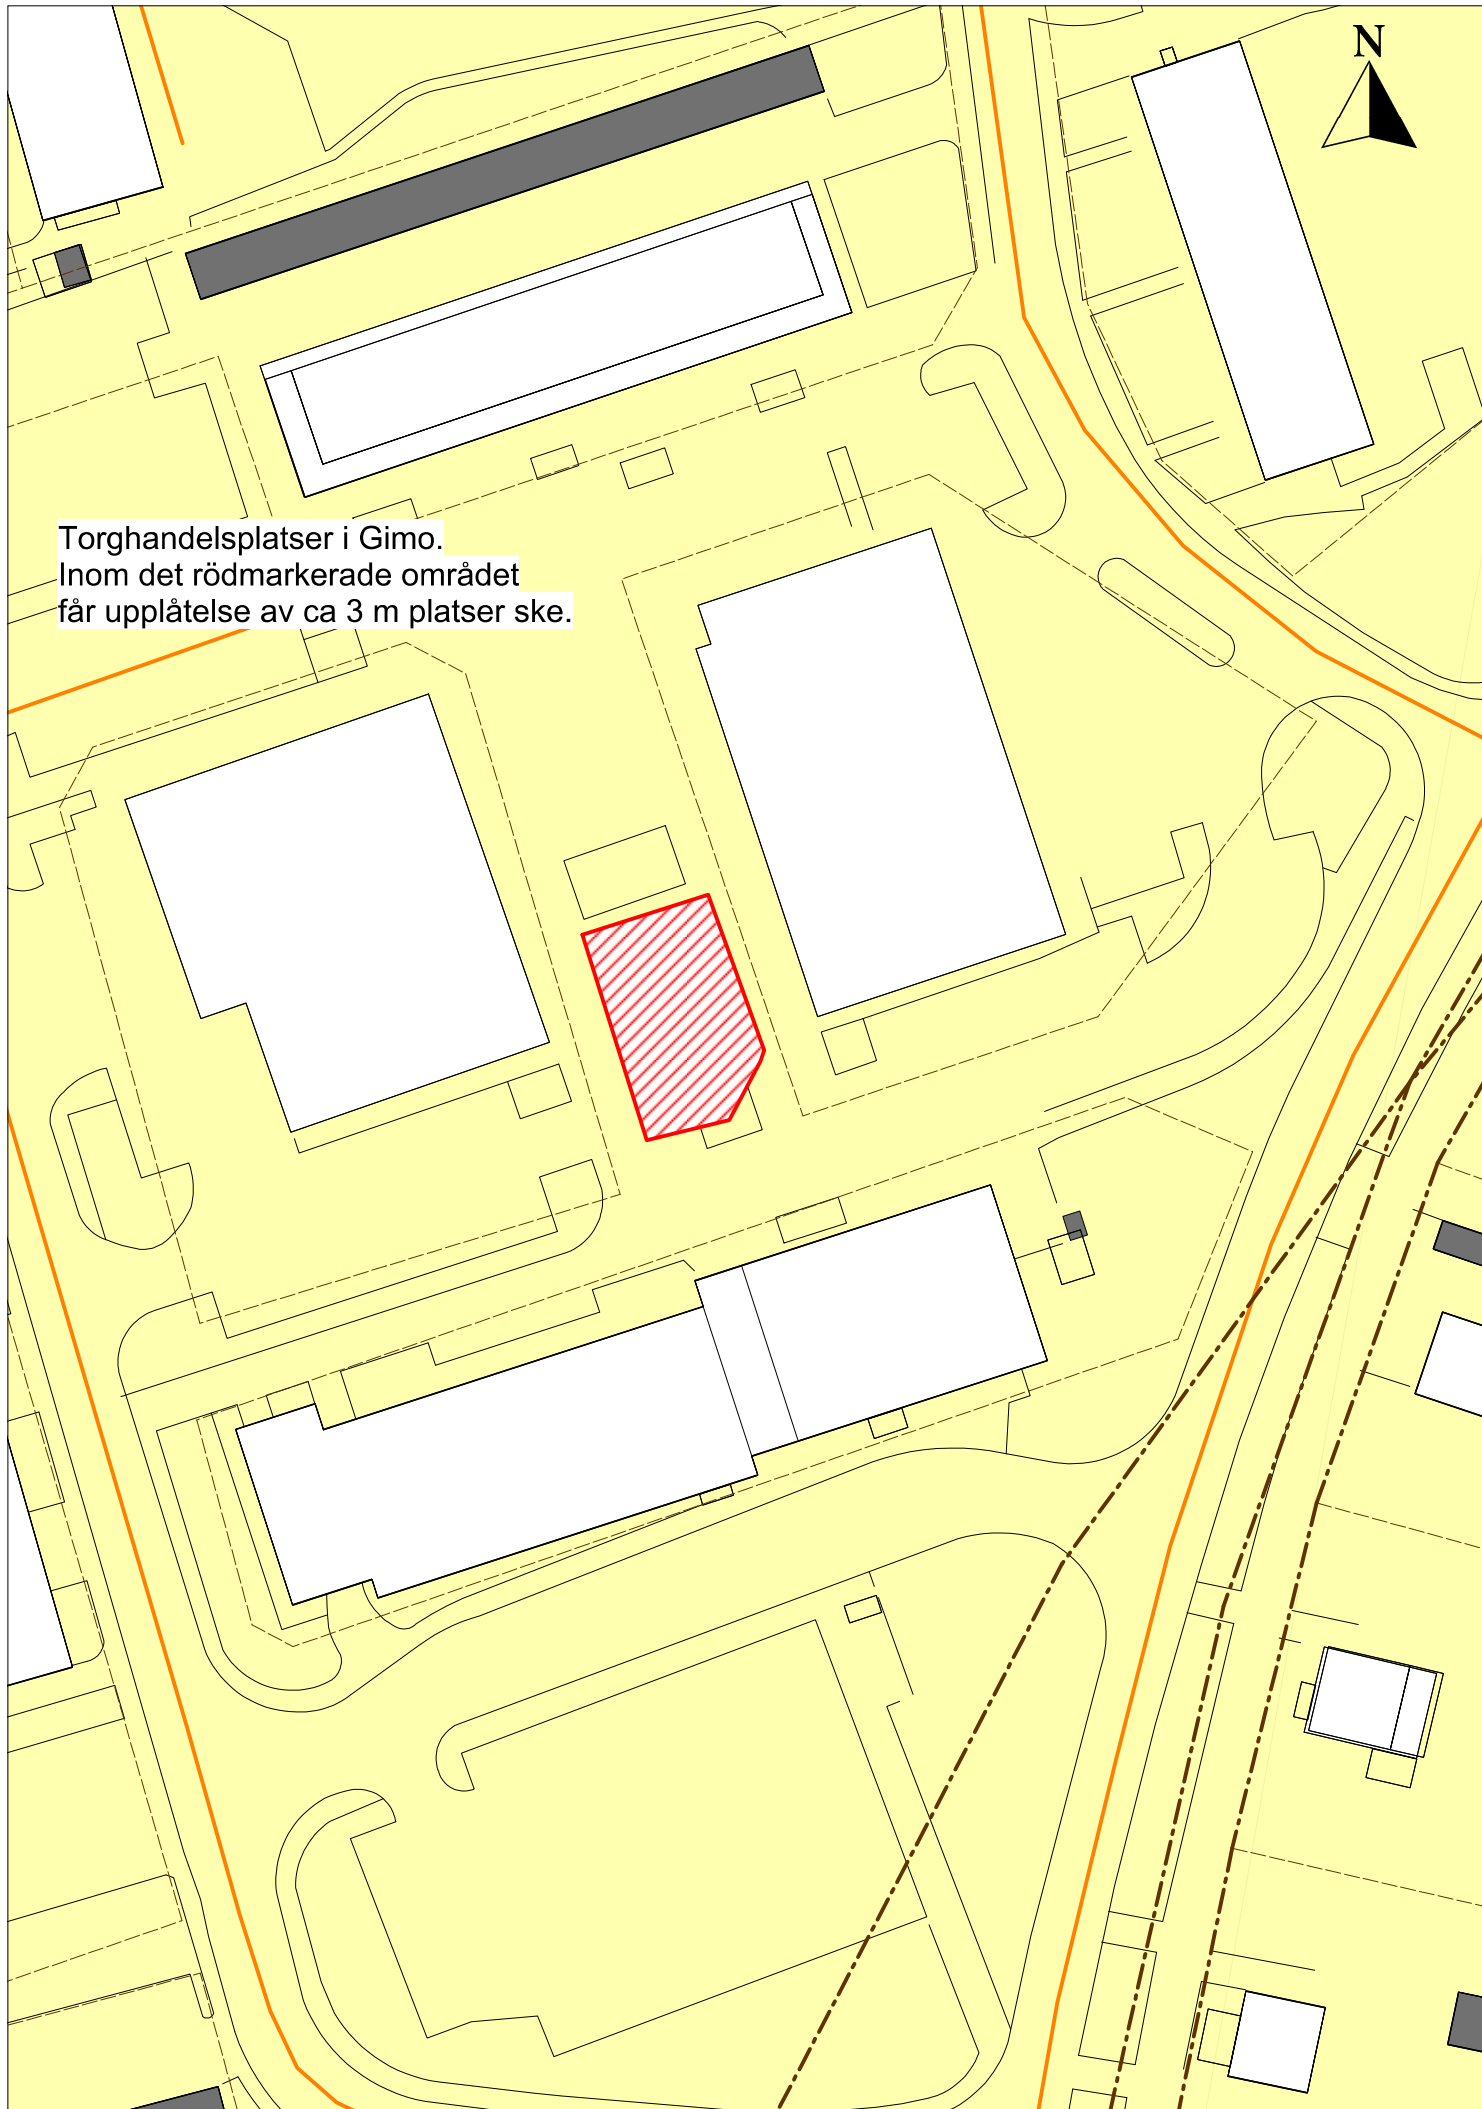 N
Torghandelsplatser i Gimo.
Inom det rödmarkerade området
får upplåtelse av ca 3 m platser ske.